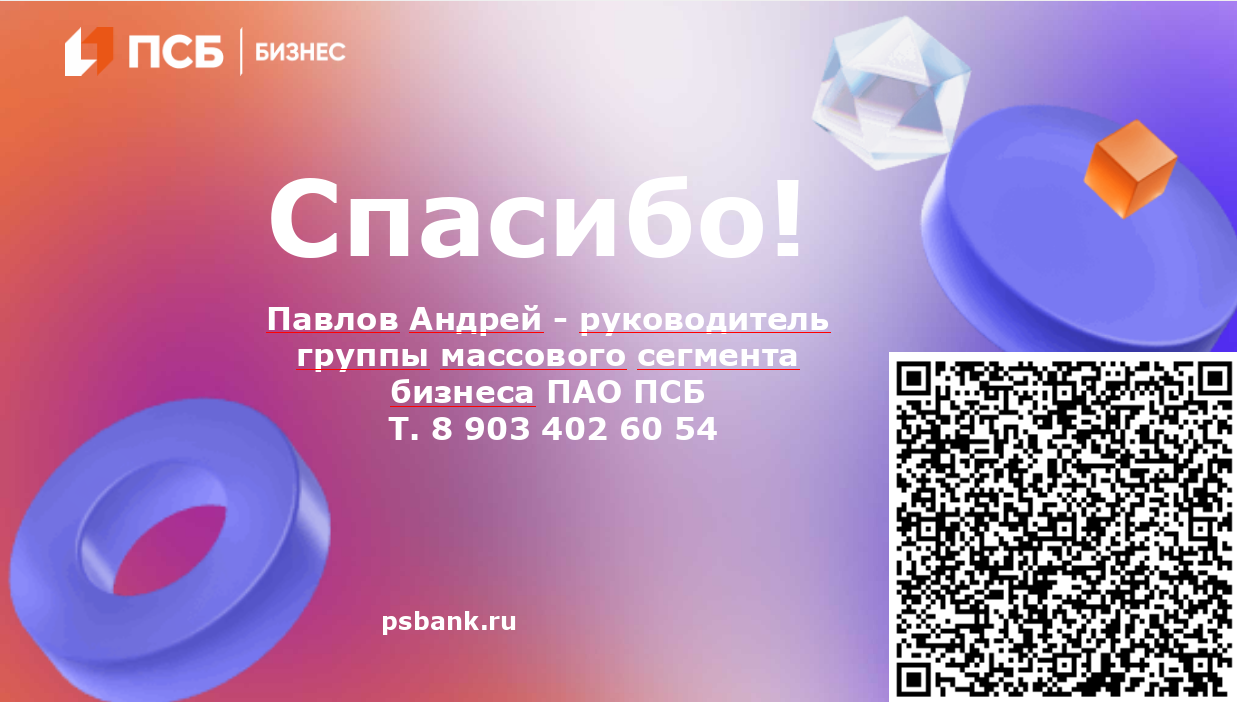 ПСБ | БИЗНЕС
Спасибо!
Павлов Андрей – руководитель
группы массового сегмента
бизнеса ПАО ПСБ
Т. 8 903 402 60 54
psbank.ru